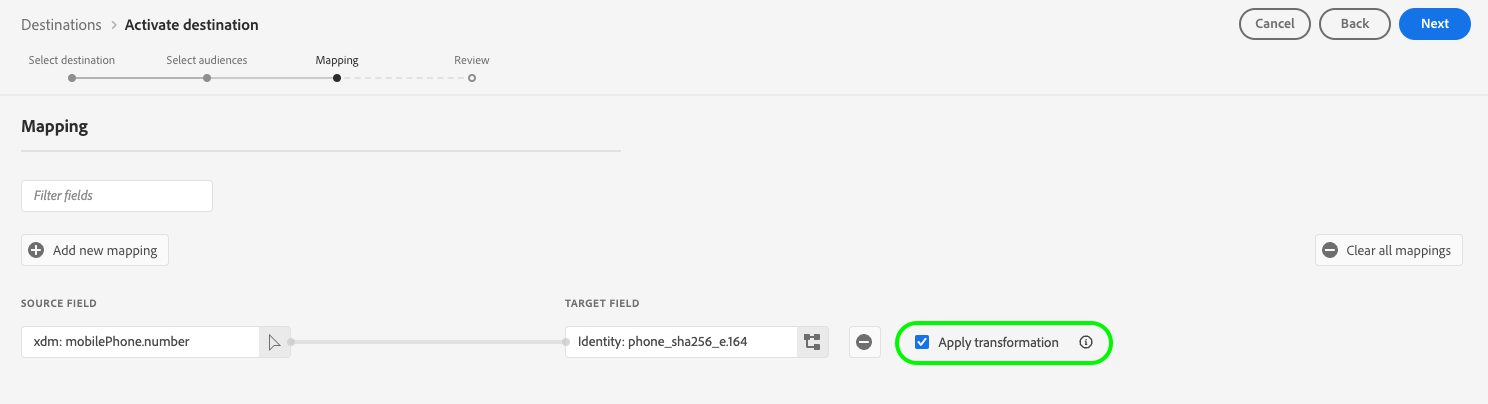 Destinations > Activate destination
Cancel Back Next
Select destination Select audiences Mapping Review
Mapping
Filter fields
Add new mapping Clear all mappings
SOURCE FIELD TARGET FIELD
xdm: mobilePhone.number Identity: phone_sha256_e.164 Apply transformation